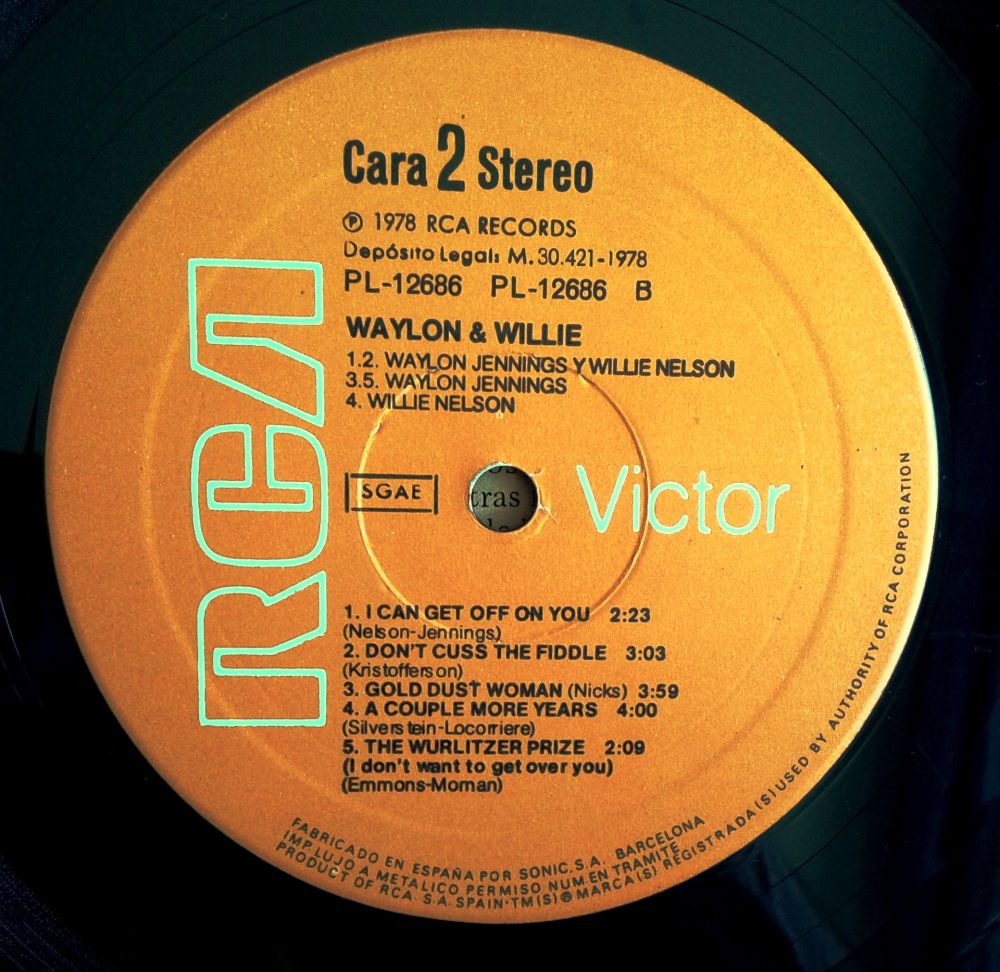 Cara 2 Stereo
℗ 1978 RCA RECORDS
Depósito Legal: M. 30.421-1978
PL-12686 PL-12686 B
WAYLON & WILLIE
1.2. WAYLON JENNINGS Y WILLIE NELSON
3.5. WAYLON JENNINGS
4. WILLIE NELSON
RCA
SGAE
tras
Victor
1. I CAN GET OFF ON YOU 2:23
(Nelson-Jennings)
2. DON'T CUSS THE FIDDLE 3:03
(Kristofferson)
3. GOLD DUST WOMAN (Nicks) 3:59
4. A COUPLE MORE YEARS 4:00
(Silverstein-Locorriere)
5. THE WURLITZER PRIZE 2:09
(I don't want to get over you)
(Emmons-Moman)
FABRICADO EN ESPAÑA POR SONIC, S.A. BARCELONA
IMP. LUJO A METALICO PERMISO NUM. EN TRAMITE
PRODUCT OF RCA S.A. SPAIN·TM(S)® MARCA(S) REGISTRADA(S) USED BY AUTHORITY OF RCA CORPORATION